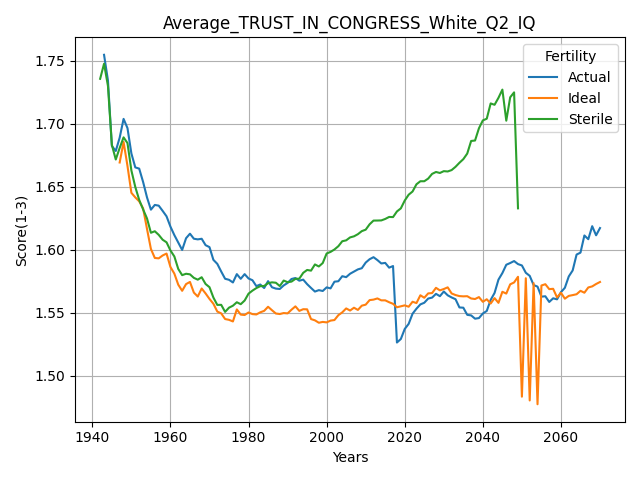 Average_TRUST_IN_CONGRESS_White_Q2_IQ
Fertility
Actual
Ideal
Sterile
Score(1-3)
1.75
1.70
1.65
1.60
1.55
1.50
1940
1960
1980
2000
2020
2040
2060
Years